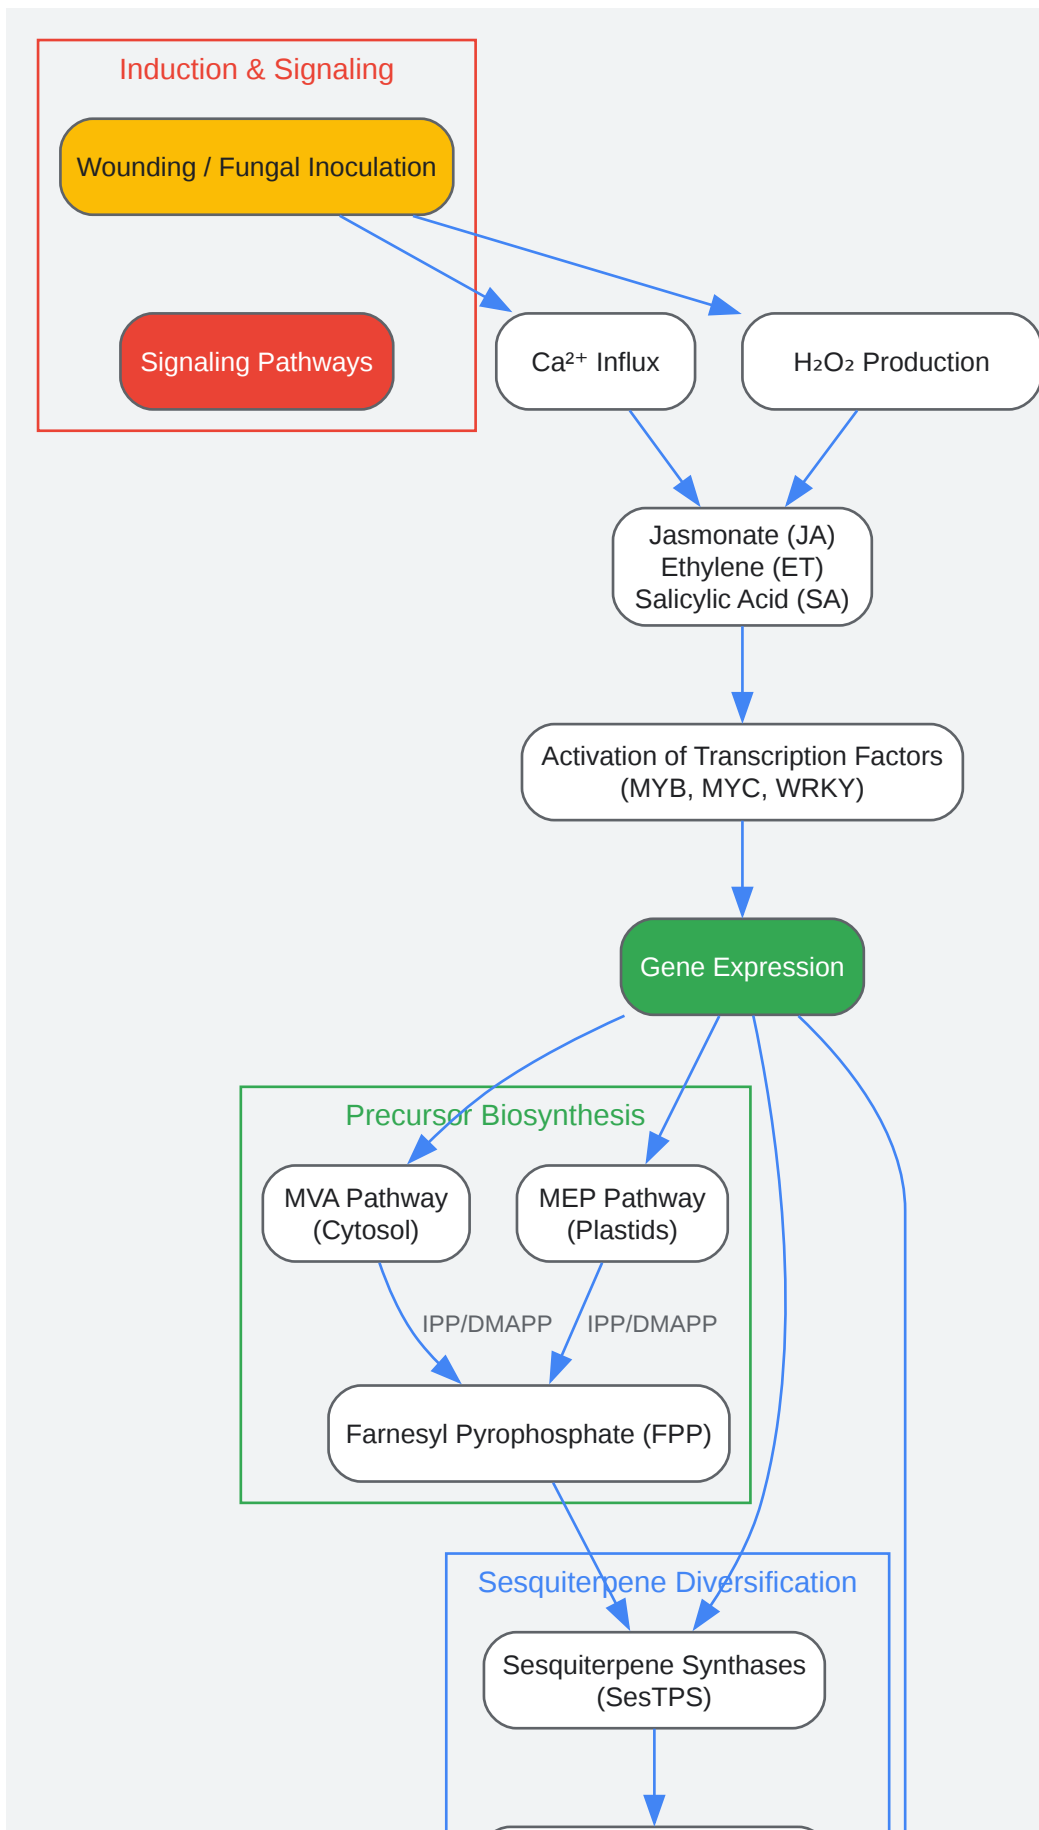 Induction & Signaling
Wounding / Fungal Inoculation
Signaling Pathways
Ca²⁺ Influx
H₂O₂ Production
Jasmonate (JA)
Ethylene (ET)
Salicylic Acid (SA)
Activation of Transcription Factors
(MYB, MYC, WRKY)
Gene Expression
Precursor Biosynthesis
MVA Pathway
(Cytosol)
MEP Pathway
(Plastids)
IPP/DMAPP
IPP/DMAPP
Farnesyl Pyrophosphate (FPP)
Sesquiterpene Diversification
Sesquiterpene Synthases
(SesTPS)